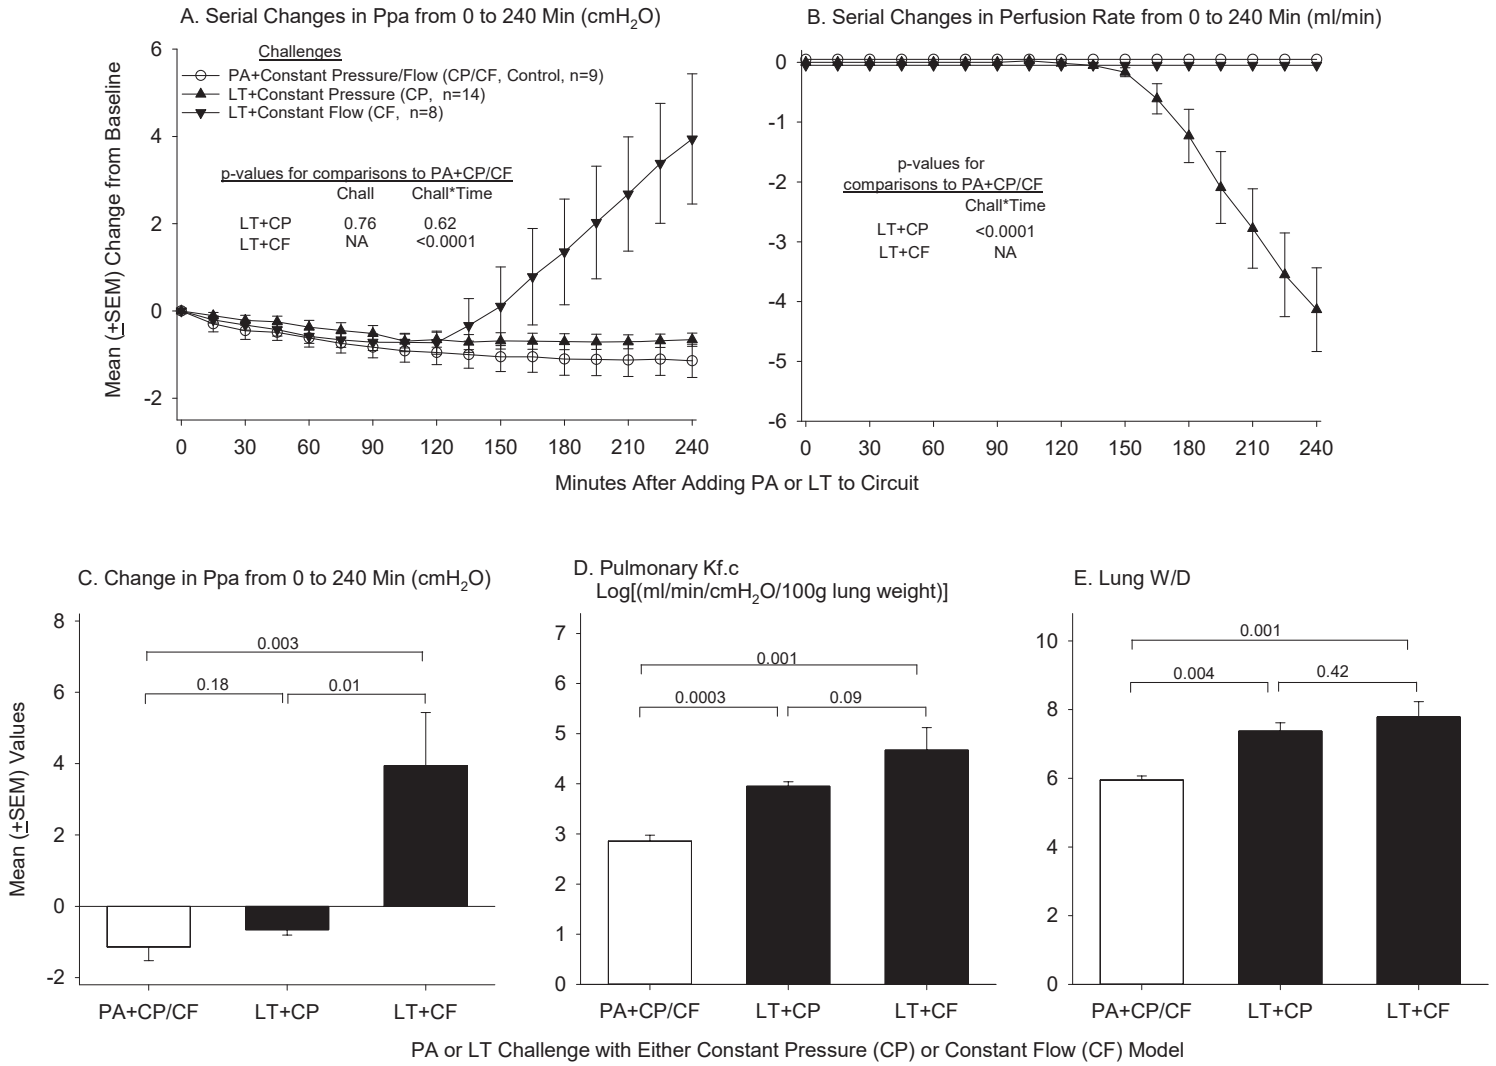 A. Serial Changes in Ppa from 0 to 240 Min (cmH2O)
Challenges
PA+Constant Pressure/Flow (CP/CF, Control, n=9)
LT+Constant Pressure (CP, n=14)
LT+Constant Flow (CF, n=8)
p-values for comparisons to PA+CP/CF
Chall Chall*Time
LT+CP 0.76 0.62
LT+CF NA <0.0001
Mean (±SEM) Change from Baseline
6
4
2
0
-2
0 30 60 90 120 150 180 210 240
B. Serial Changes in Perfusion Rate from 0 to 240 Min (ml/min)
p-values for
comparisons to PA+CP/CF
Chall*Time
LT+CP <0.0001
LT+CF NA
0
-1
-2
-3
-4
-5
-6
0 30 60 90 120 150 180 210 240
Minutes After Adding PA or LT to Circuit
C. Change in Ppa from 0 to 240 Min (cmH2O)
Mean (±SEM) Values
8
6
4
2
0
-2
0.003
0.18 0.01
PA+CP/CF LT+CP LT+CF
D. Pulmonary Kf.c
Log[(ml/min/cmH2O/100g lung weight)]
7
6
5
4
3
2
1
0
0.001
0.0003 0.09
PA+CP/CF LT+CP LT+CF
E. Lung W/D
10
8
6
4
2
0
0.001
0.004 0.42
PA+CP/CF LT+CP LT+CF
PA or LT Challenge with Either Constant Pressure (CP) or Constant Flow (CF) Model